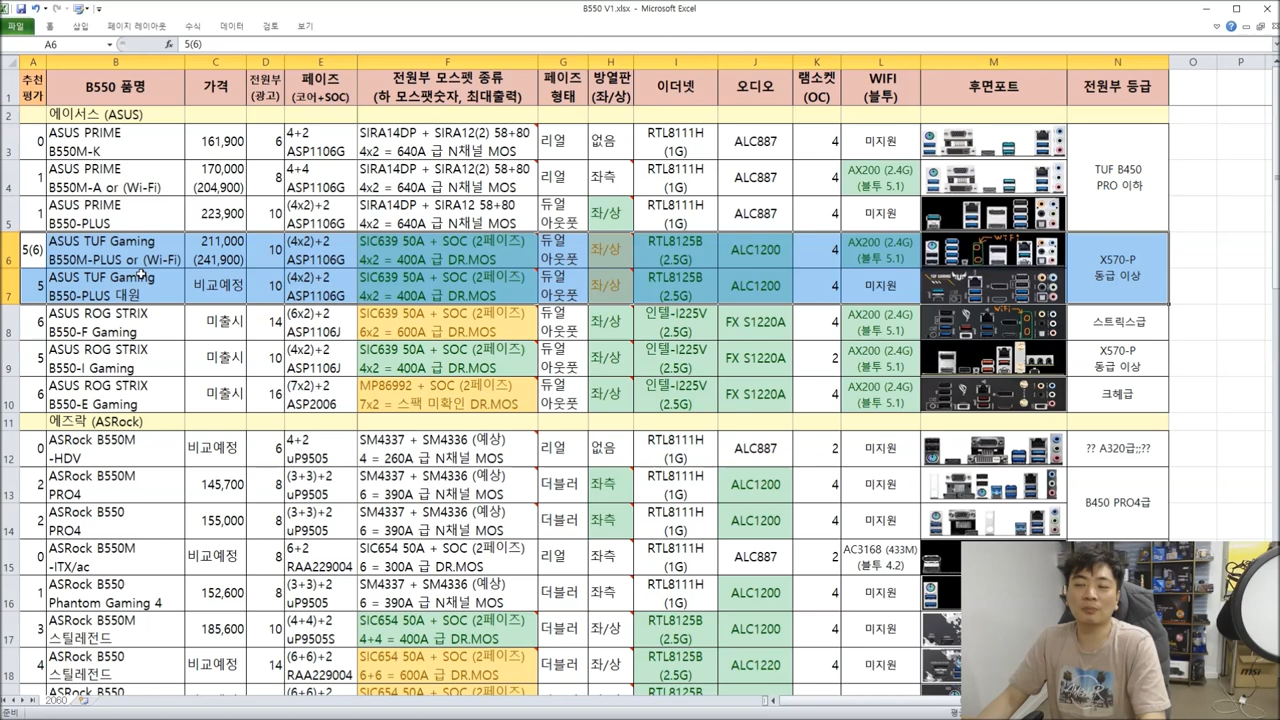 B550 V1.xlsx - Microsoft Excel
파일 홈 삽입 페이지 레이아웃 수식 데이터 검토 보기
A6 fx 5(6)
A B C D E F G H I J K L M N O P
1 추천 평가 B550 품명 가격 전원부 (광고) 페이즈 (코어+SOC) 전원부 모스펫 종류 (하 모스팻숫자, 최대출력) 페이즈 형태 방열판 (좌/상) 이더넷 오디오 램소켓 (OC) WIFI (블투) 후면포트 전원부 등급
2 에이서스 (ASUS)
3 0 ASUS PRIME B550M-K 161,900 6 4+2 ASP1106G SIRA14DP + SIRA12(2) 58+80 4x2 = 640A 급 N채널 MOS 리얼 없음 RTL8111H (1G) ALC887 4 미지원 TUF B450 PRO 이하
4 1 ASUS PRIME B550M-A or (Wi-Fi) 170,000 (204,900) 8 4+4 ASP1106G SIRA14DP + SIRA12(2) 58+80 4x2 = 640A 급 N채널 MOS 리얼 좌측 RTL8111H (1G) ALC887 4 AX200 (2.4G) (블투 5.1)
5 1 ASUS PRIME B550-PLUS 223,900 10 (4x2)+2 ASP1106G SIRA14DP + SIRA12 58+80 4x2 = 640A 급 N채널 MOS 듀얼 아웃풋 좌/상 RTL8111H (1G) ALC887 4 미지원
6 5(6) ASUS TUF Gaming B550M-PLUS or (Wi-Fi) 211,000 (241,900) 10 (4x2)+2 ASP1106G SIC639 50A + SOC (2페이즈) 4x2 = 400A 급 DR.MOS 듀얼 아웃풋 좌/상 RTL8125B (2.5G) ALC1200 4 AX200 (2.4G) (블투 5.1) X570-P 동급 이상
7 5 ASUS TUF Gaming B550-PLUS 대원 비교예정 10 (4x2)+2 ASP1106G SIC639 50A + SOC (2페이즈) 4x2 = 400A 급 DR.MOS 듀얼 아웃풋 좌/상 RTL8125B (2.5G) ALC1200 4 미지원
8 6 ASUS ROG STRIX B550-F Gaming 미출시 14 (6x2)+2 ASP1106J SIC639 50A + SOC (2페이즈) 6x2 = 600A 급 DR.MOS 듀얼 아웃풋 좌/상 인텔-I225V (2.5G) FX S1220A 4 AX200 (2.4G) (블투 5.1) WiFi 스트릭스급
9 5 ASUS ROG STRIX B550-I Gaming 미출시 10 (4x2)+2 ASP1106J SIC639 50A + SOC (2페이즈) 4x2 = 400A 급 DR.MOS 듀얼 아웃풋 좌/상 인텔-I225V (2.5G) FX S1220A 2 AX200 (2.4G) (블투 5.1) X570-P 동급 이상
10 6 ASUS ROG STRIX B550-E Gaming 미출시 16 (7x2)+2 ASP2006 MP86992 + SOC (2페이즈) 7x2 = 스팩 미확인 DR.MOS 듀얼 아웃풋 좌/상 인텔-I225V (2.5G) FX S1220A 4 AX200 (2.4G) (블투 5.1) 크헤급
11 에즈락 (ASRock)
12 0 ASRock B550M -HDV 비교예정 6 4+2 uP9505 SM4337 + SM4336 (예상) 4 = 260A 급 N채널 MOS 리얼 없음 RTL8111H (1G) ALC887 2 미지원 ?? A320급;;??
13 2 ASRock B550M PRO4 145,700 8 (3+3)+2 uP9505 SM4337 + SM4336 (예상) 6 = 390A 급 N채널 MOS 더블러 좌측 RTL8111H (1G) ALC1200 4 미지원 B450 PRO4급
14 2 ASRock B550 PRO4 155,000 8 (3+3)+2 uP9505 SM4337 + SM4336 (예상) 6 = 390A 급 N채널 MOS 더블러 좌측 RTL8111H (1G) ALC1200 4 미지원
15 0 ASRock B550M -ITX/ac 비교예정 8 6+2 RAA229004 SIC654 50A + SOC (2페이즈) 6 = 300A 급 DR.MOS 리얼 좌측 RTL8111H (1G) ALC887 2 AC3168 (433M) (블투 4.2)
16 1 ASRock B550 Phantom Gaming 4 152,600 8 (3+3)+2 uP9505 SM4337 + SM4336 (예상) 6 = 390A 급 N채널 MOS 더블러 좌측 RTL8111H (1G) ALC1200 4 미지원
17 3 ASRock B550M 스틸레전드 185,600 10 (4+4)+2 uP9505S SIC654 50A + SOC (2페이즈) 4+4 = 400A 급 DR.MOS 더블러 좌/상 RTL8125B (2.5G) ALC1200 4 미지원
18 4 ASRock B550 스틸레전드 비교예정 14 (6+6)+2 RAA229004 SIC654 50A + SOC (2페이즈) 6+6 = 600A 급 DR.MOS 더블러 좌/상 RTL8125B (2.5G) ALC1220 4 미지원
ASRock B550 (6+6)+2 SIC654 50A + SOC (2페이즈) RTL8125B
2060
준비
msi